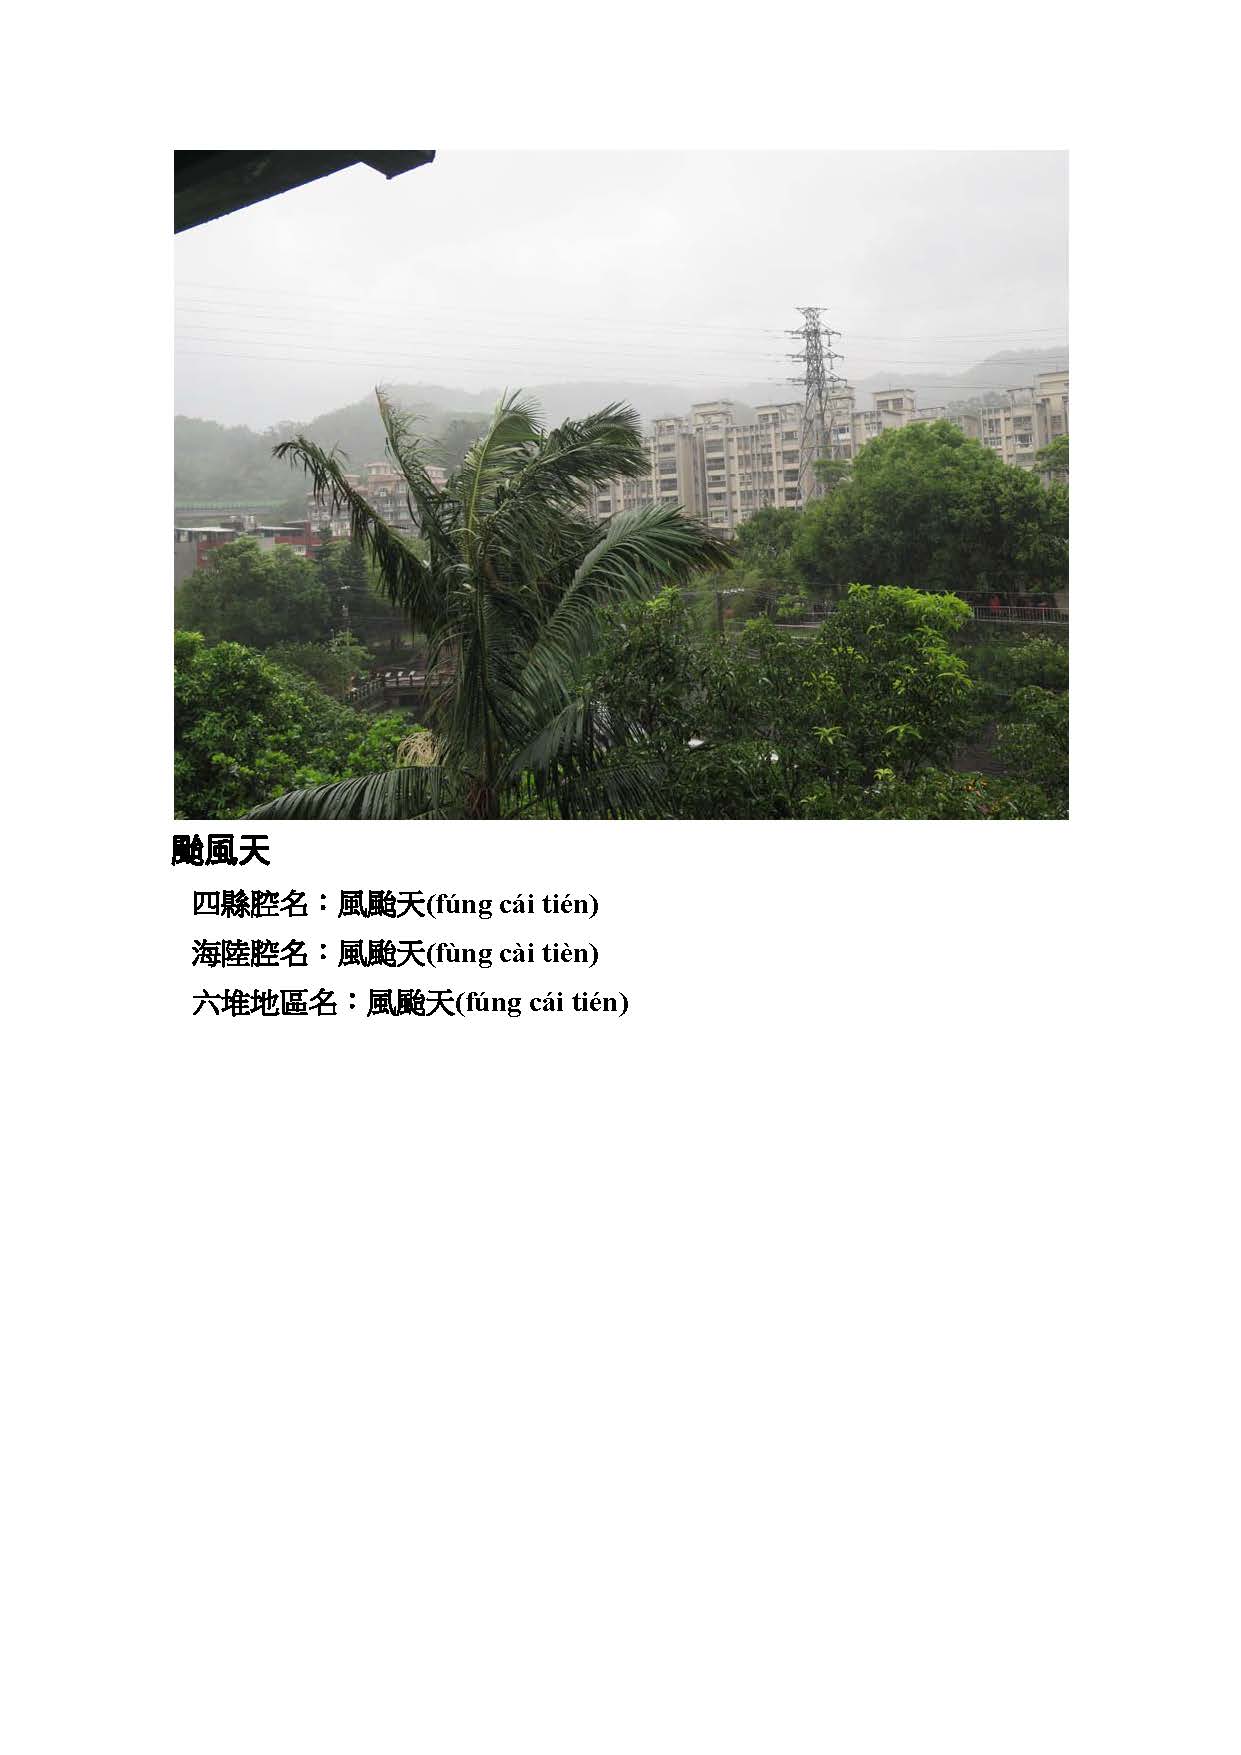 颱風天
四縣腔名：風颱天(fúng cái tién)
海陸腔名：風颱天(fùng cài tièn)
六堆地區名：風颱天(fúng cái tién)